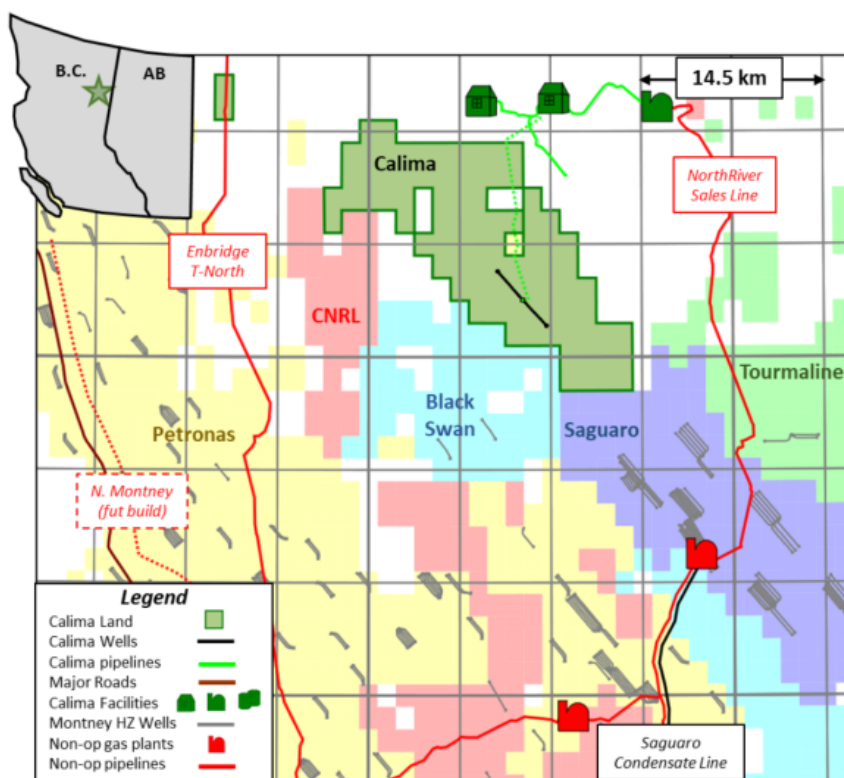 B.C.
AB
14.5 km
Calima
NorthRiver
Sales Line
Enbridge
T-North
CNRL
Tourmaline
Black
Swan
Saguaro
Petronas
N. Montney
(fut build)
Legend
Calima Land
Calima Wells
Calima pipelines
Major Roads
Calima Facilities
Montney HZ Wells
Non-op gas plants
Non-op pipelines
Saguaro
Condensate Line